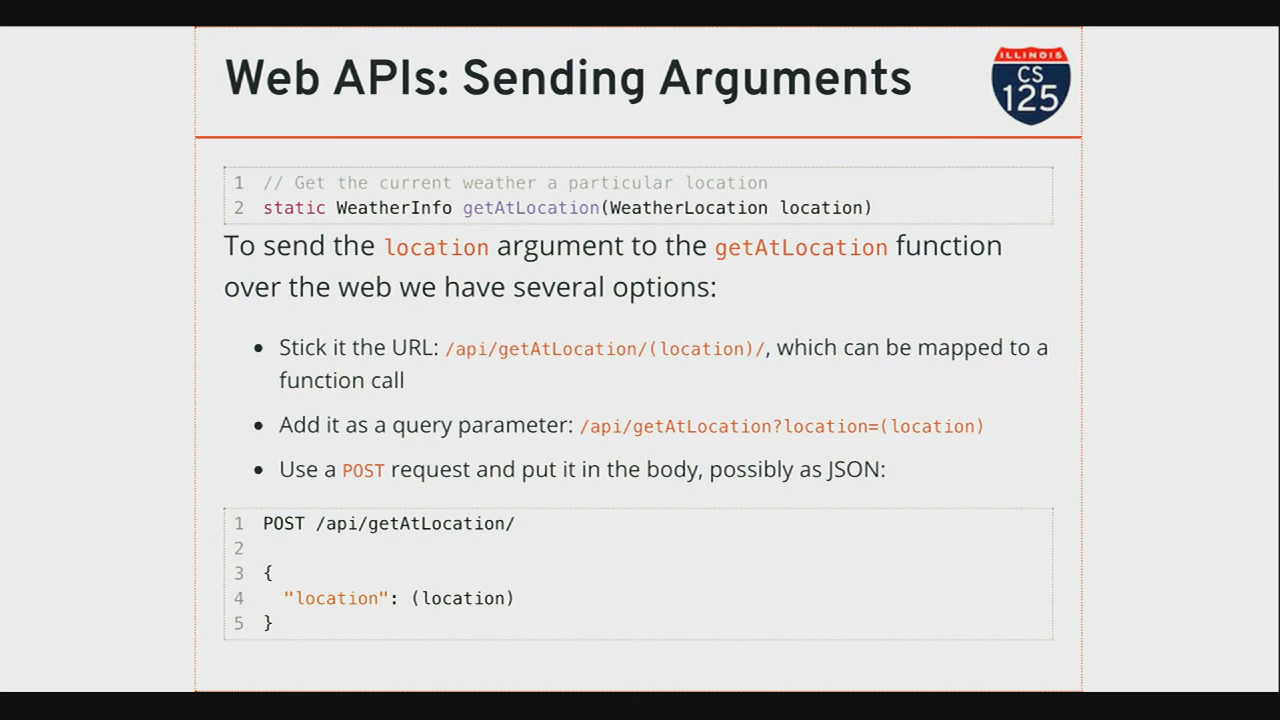 Web APIs: Sending Arguments
ILLINOIS
CS
125
1 // Get the current weather a particular location
2 static WeatherInfo getAtLocation(WeatherLocation location)
To send the location argument to the getAtLocation function
over the web we have several options:
• Stick it the URL: /api/getAtLocation/(location)/, which can be mapped to a
function call
• Add it as a query parameter: /api/getAtLocation?location=(location)
• Use a POST request and put it in the body, possibly as JSON:
1 POST /api/getAtLocation/
2
3 {
4 "location": (location)
5 }